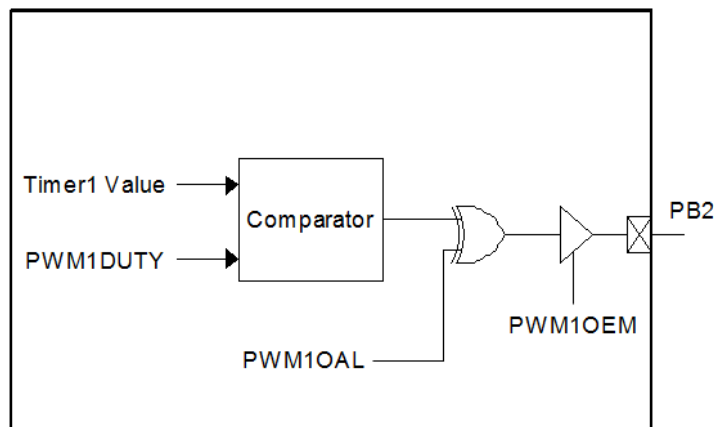 PB2
Timer1 Value
Comparator
PWM1DUTY
PWM1OEM
PWM1OAL